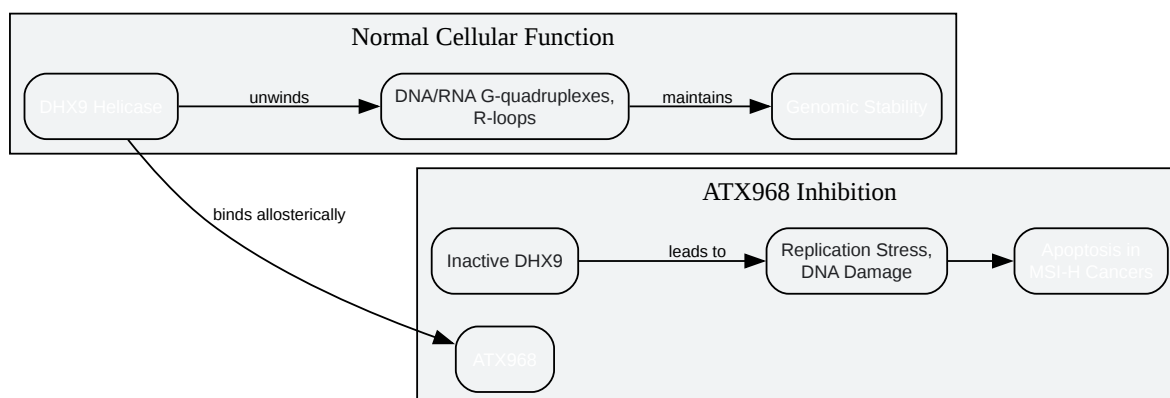 Normal Cellular Function
DHX9 Helicase
unwinds
DNA/RNA G-quadruplexes,
R-loops
maintains
Genomic Stability
binds allosterically
ATX968 Inhibition
Inactive DHX9
leads to
Replication Stress,
DNA Damage
Apoptosis in
MSI-H Cancers
ATX968